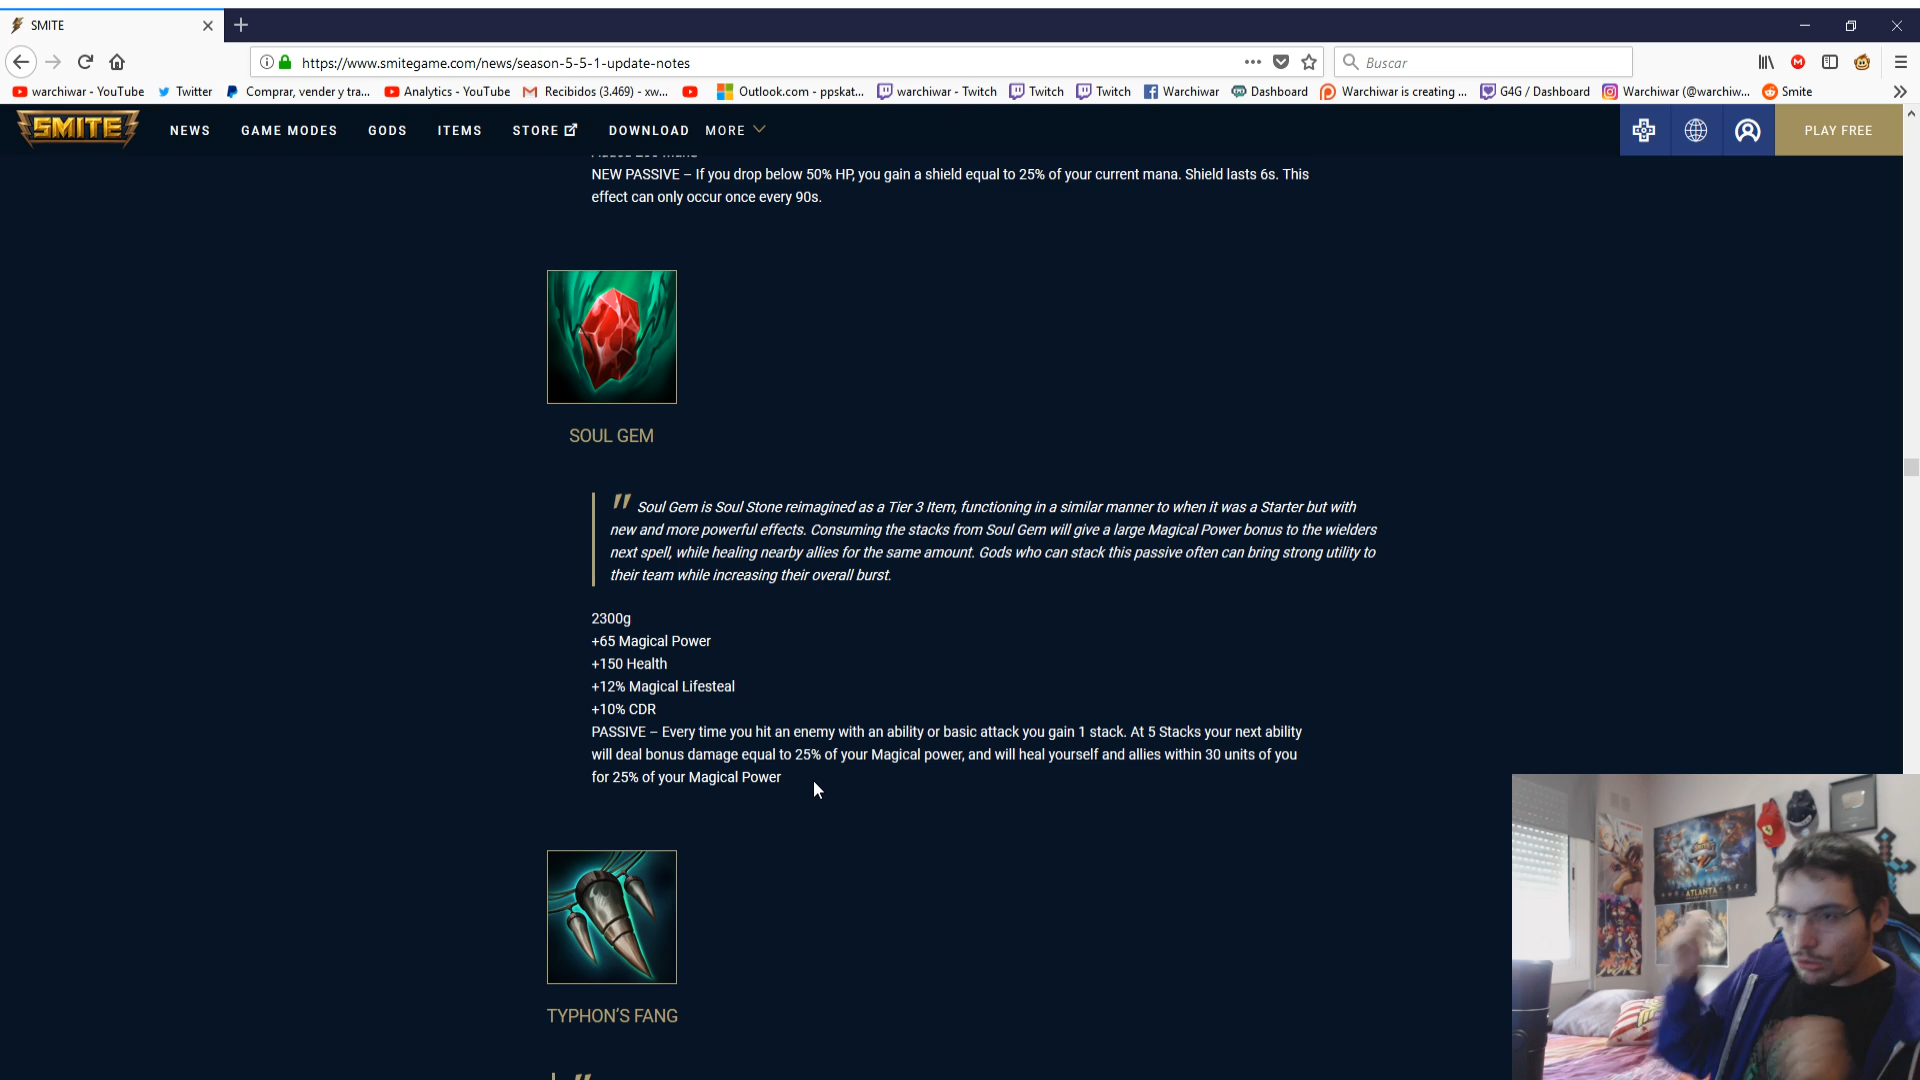 SMITE
https://www.smitegame.com/news/season-5-5-1-update-notes
Buscar
warchiwar - YouTube
Twitter
Comprar, vender y tra...
Analytics - YouTube
Recibidos (3.469) - xw...
Outlook.com - ppskat...
warchiwar - Twitch
Twitch
Twitch
Warchiwar
Dashboard
Warchiwar is creating ...
G4G / Dashboard
Warchiwar (@warchiw...
Smite
SMITE
NEWS
GAME MODES
GODS
ITEMS
STORE
DOWNLOAD
MORE
PLAY FREE
NEW PASSIVE – If you drop below 50% HP, you gain a shield equal to 25% of your current mana. Shield lasts 6s. This
effect can only occur once every 90s.
SOUL GEM
" Soul Gem is Soul Stone reimagined as a Tier 3 Item, functioning in a similar manner to when it was a Starter but with
new and more powerful effects. Consuming the stacks from Soul Gem will give a large Magical Power bonus to the wielders
next spell, while healing nearby allies for the same amount. Gods who can stack this passive often can bring strong utility to
their team while increasing their overall burst.
2300g
+65 Magical Power
+150 Health
+12% Magical Lifesteal
+10% CDR
PASSIVE – Every time you hit an enemy with an ability or basic attack you gain 1 stack. At 5 Stacks your next ability
will deal bonus damage equal to 25% of your Magical power, and will heal yourself and allies within 30 units of you
for 25% of your Magical Power
ATLANTA
TYPHON'S FANG